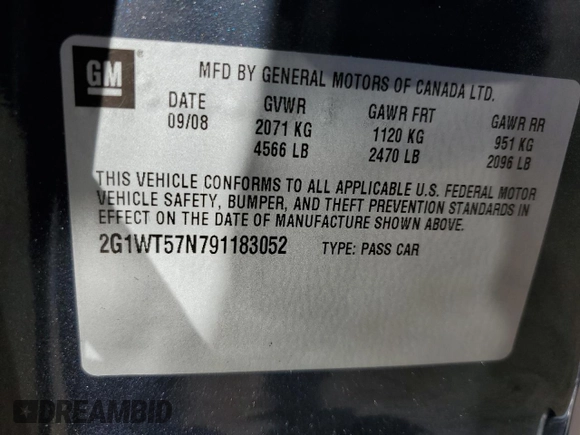 GM
MFD BY GENERAL MOTORS OF CANADA LTD.
DATE GVWR GAWR FRT GAWR RR
09/08 2071 KG 1120 KG 951 KG
4566 LB 2470 LB 2096 LB
THIS VEHICLE CONFORMS TO ALL APPLICABLE U.S. FEDERAL MOTOR
VEHICLE SAFETY, BUMPER, AND THEFT PREVENTION STANDARDS IN
EFFECT ON THE DATE OF MANUFACTURE SHOWN ABOVE.
2G1WT57N791183052 TYPE: PASS CAR
DREAMBID